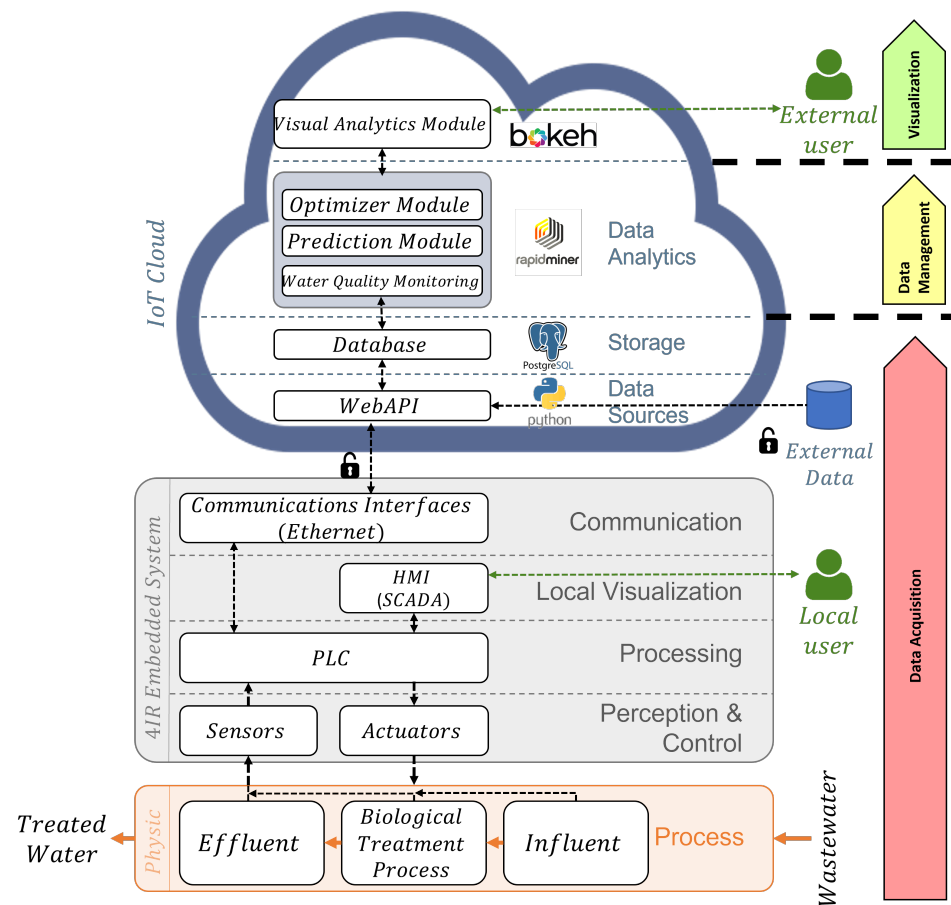 Visual Analytics Module
bokeh
External
user
Visualization
IoT Cloud
Optimizer Module
Prediction Module
Water Quality Monitoring
rapidminer
Data
Analytics
Data
Management
Database
PostgreSQL
Storage
WebAPI
python
Data
Sources
External
Data
4IR Embedded System
Communications Interfaces
(Ethernet)
Communication
HMI
(SCADA)
Local Visualization
Local
user
PLC
Processing
Sensors
Actuators
Perception &
Control
Data Acquisition
Treated
Water
Physic
Effluent
Biological
Treatment
Process
Influent
Process
Wastewater